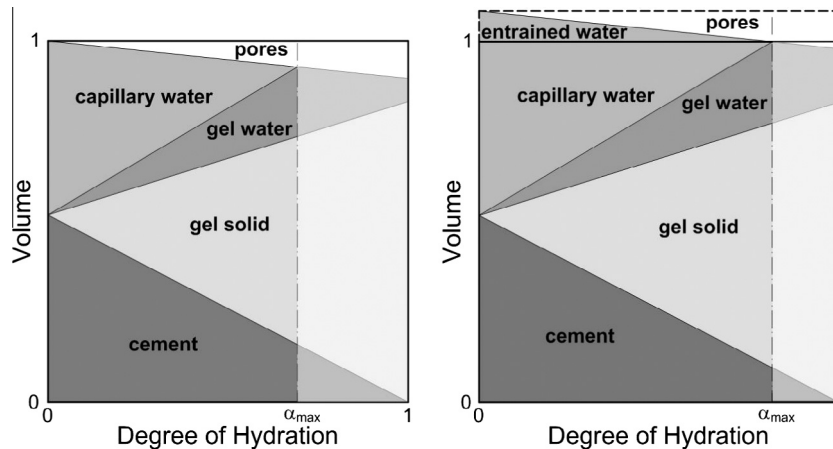 1
pores
capillary water
gel water
gel solid
cement
Volume
0
0
αmax
1
Degree of Hydration
pores
entrained water
1
capillary water
gel water
gel solid
cement
Volume
0
0
αmax
Degree of Hydration